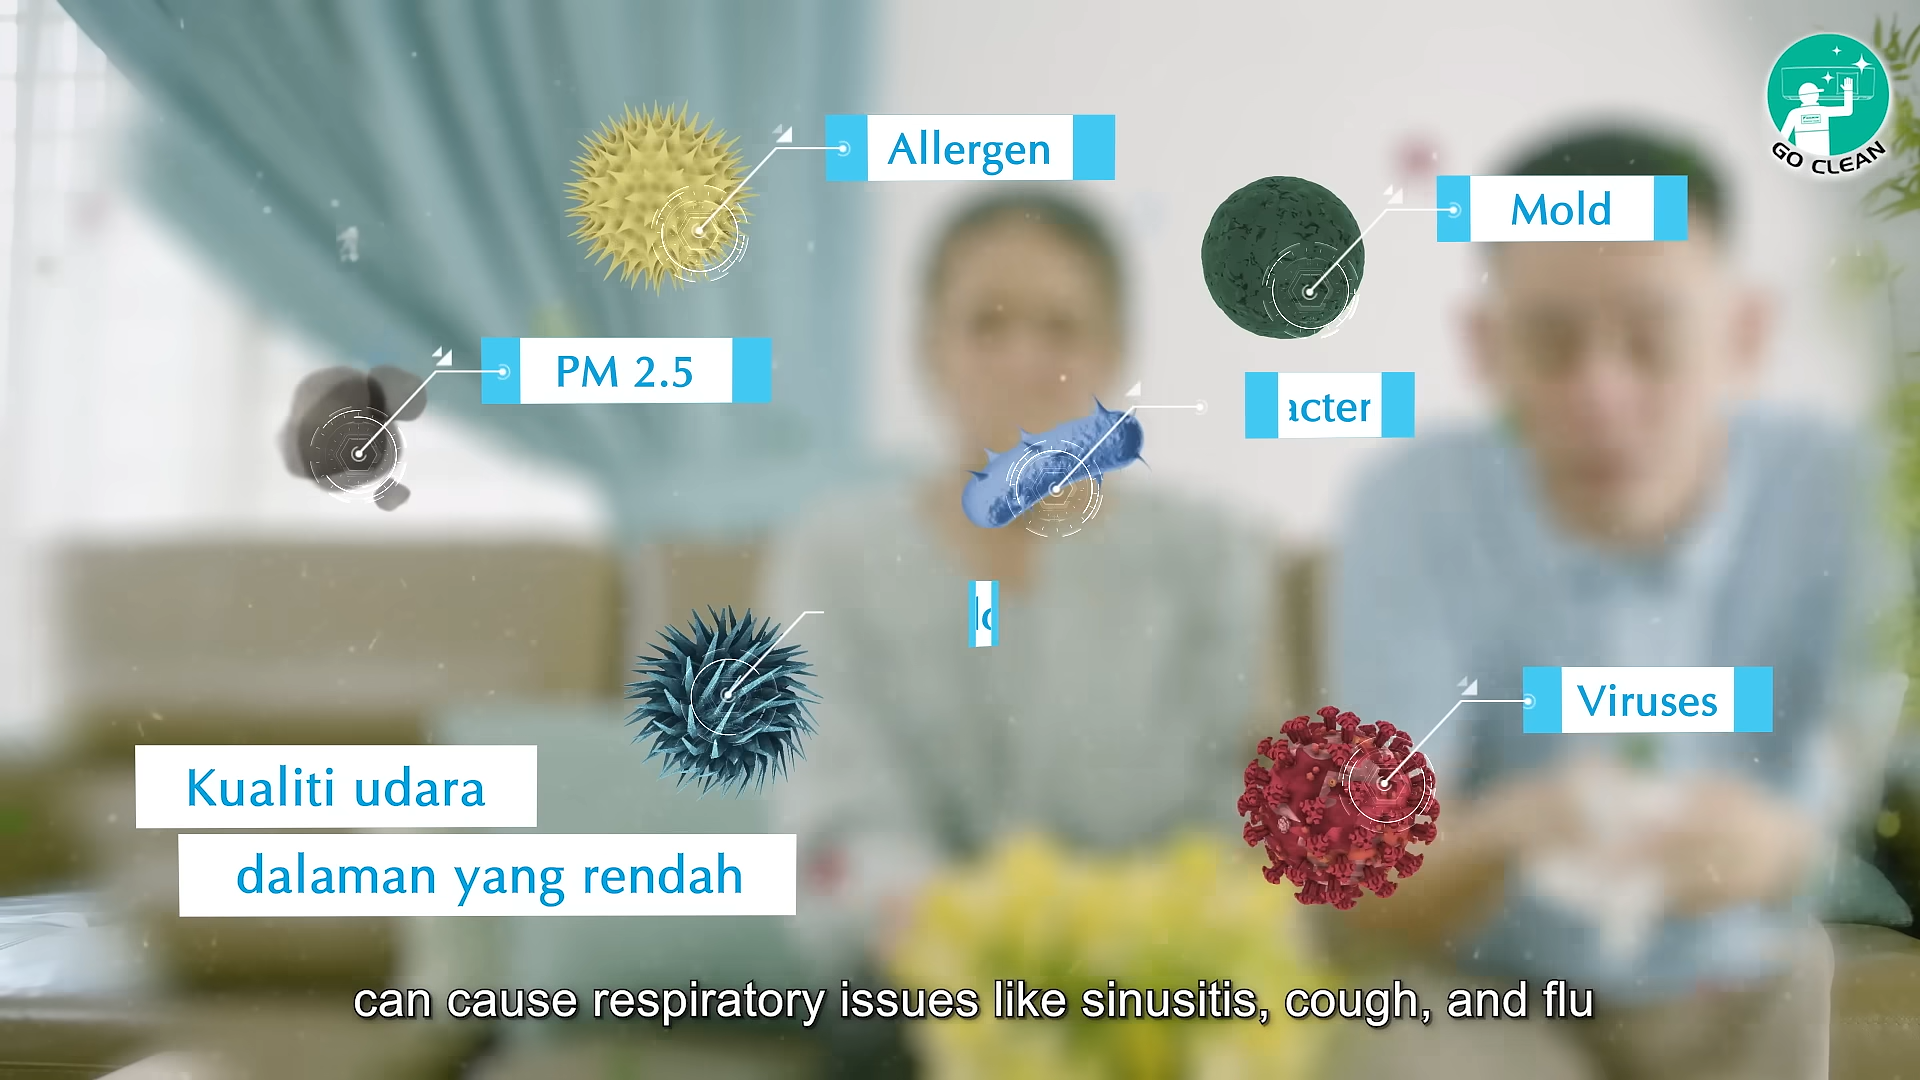 GO CLEAN
Allergen
Mold
PM 2.5
acter
Viruses
Kualiti udara
dalaman yang rendah
can cause respiratory issues like sinusitis, cough, and flu